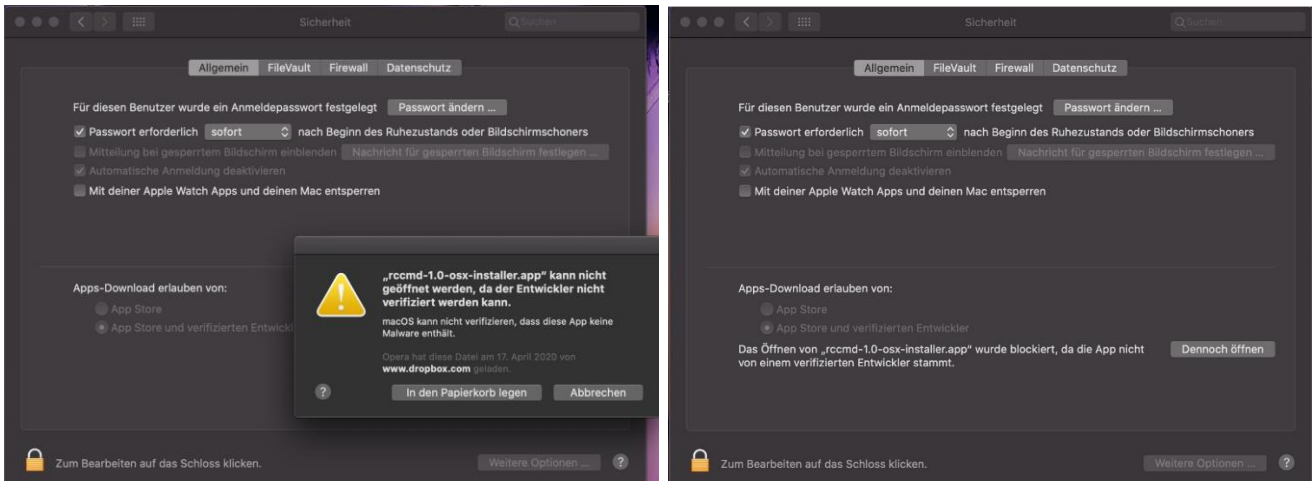 Sicherheit
Suchen
Allgemein FileVault Firewall Datenschutz
Für diesen Benutzer wurde ein Anmeldepasswort festgelegt Passwort ändern ...
Passwort erforderlich sofort nach Beginn des Ruhezustands oder Bildschirmschoners
Mitteilung bei gesperrtem Bildschirm einblenden Nachricht für gesperrten Bildschirm festlegen ...
Automatische Anmeldung deaktivieren
Mit deiner Apple Watch Apps und deinen Mac entsperren
Apps-Download erlauben von:
App Store
App Store und verifizierten Entwickl
„rccmd-1.0-osx-installer.app“ kann nicht
geöffnet werden, da der Entwickler nicht
verifiziert werden kann.
macOS kann nicht verifizieren, dass diese App keine
Malware enthält.
Opera hat diese Datei am 17. April 2020 von
www.dropbox.com geladen.
? In den Papierkorb legen Abbrechen
Zum Bearbeiten auf das Schloss klicken. Weitere Optionen ... ?
Sicherheit
Suchen
Allgemein FileVault Firewall Datenschutz
Für diesen Benutzer wurde ein Anmeldepasswort festgelegt Passwort ändern ...
Passwort erforderlich sofort nach Beginn des Ruhezustands oder Bildschirmschoners
Mitteilung bei gesperrtem Bildschirm einblenden Nachricht für gesperrten Bildschirm festlegen ...
Automatische Anmeldung deaktivieren
Mit deiner Apple Watch Apps und deinen Mac entsperren
Apps-Download erlauben von:
App Store
App Store und verifizierten Entwickler
Das Öffnen von „rccmd-1.0-osx-installer.app“ wurde blockiert, da die App nicht Dennoch öffnen
von einem verifizierten Entwickler stammt.
Zum Bearbeiten auf das Schloss klicken. Weitere Optionen ... ?